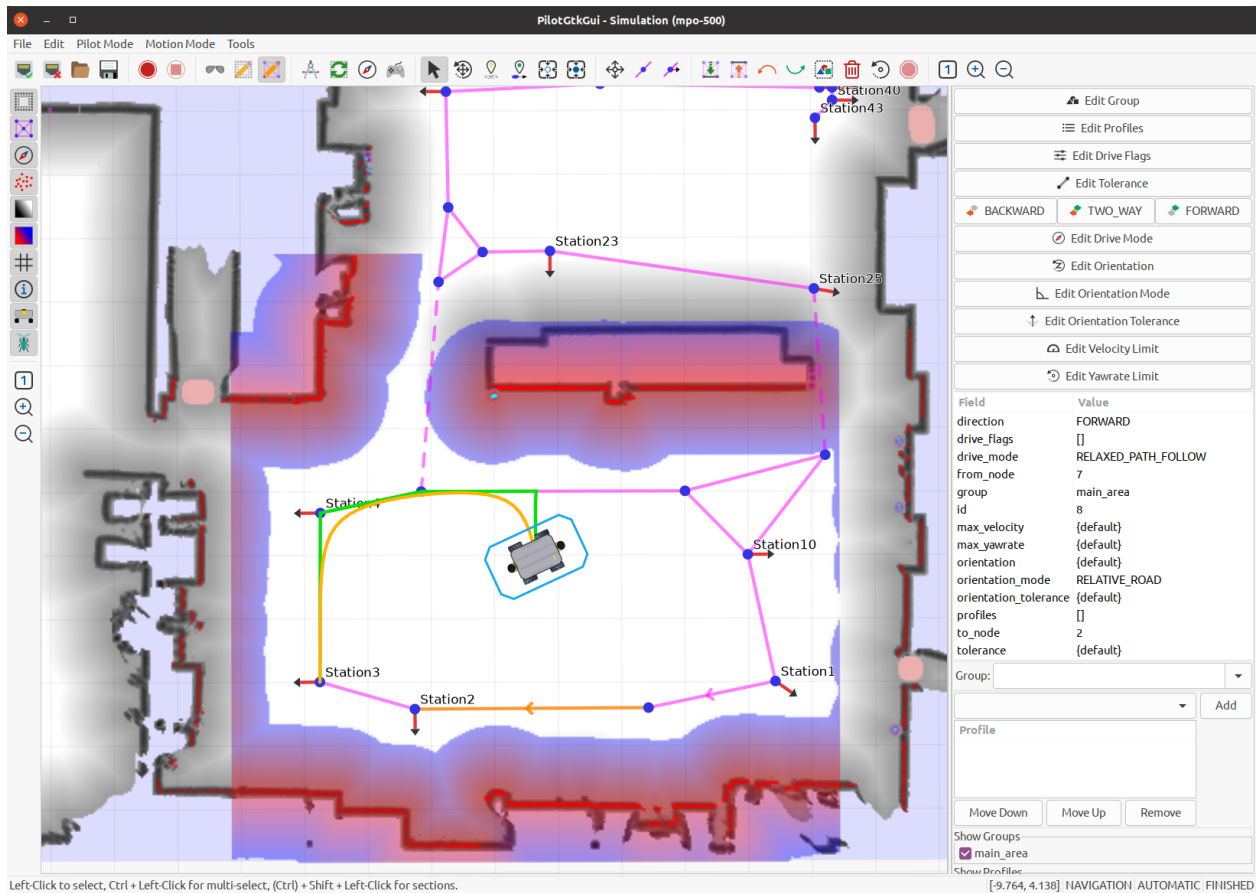 PilotGtkGui - Simulation (mpo-500)
File Edit Pilot Mode Motion Mode Tools
1
Station40
Station43
Station23
Station25
Station4
Station10
Station3
Station1
Station2
1
Edit Group
Edit Profiles
Edit Drive Flags
Edit Tolerance
BACKWARD TWO_WAY FORWARD
Edit Drive Mode
Edit Orientation
Edit Orientation Mode
Edit Orientation Tolerance
Edit Velocity Limit
Edit Yawrate Limit
Field Value
direction FORWARD
drive_flags []
drive_mode RELAXED_PATH_FOLLOW
from_node 7
group main_area
id 8
max_velocity {default}
max_yawrate {default}
orientation {default}
orientation_mode RELATIVE_ROAD
orientation_tolerance {default}
profiles []
to_node 2
tolerance {default}
Group:
Add
Profile
Move Down Move Up Remove
Show Groups
main_area
Show Profiles
Left-Click to select, Ctrl + Left-Click for multi-select, (Ctrl) + Shift + Left-Click for sections.
[-9.764, 4.138] NAVIGATION AUTOMATIC FINISHED